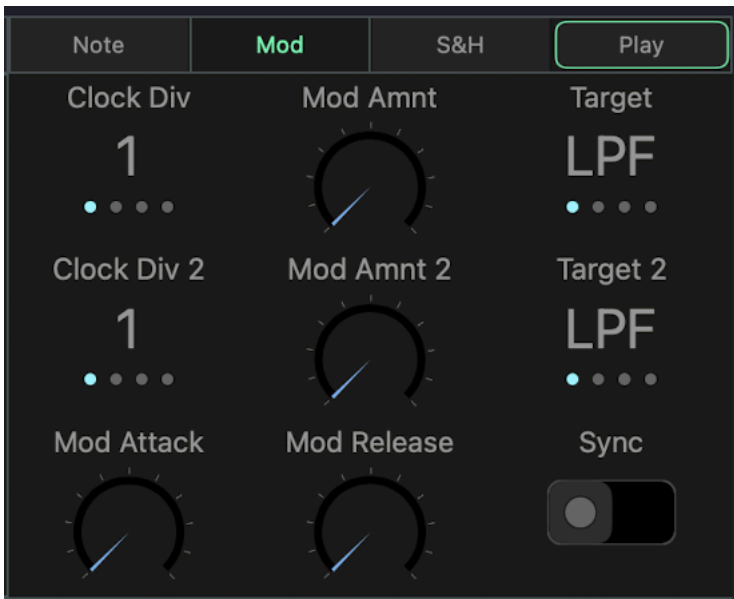 Note Mod S&H Play
Clock Div Mod Amnt Target
1 LPF
Clock Div 2 Mod Amnt 2 Target 2
1 LPF
Mod Attack Mod Release Sync